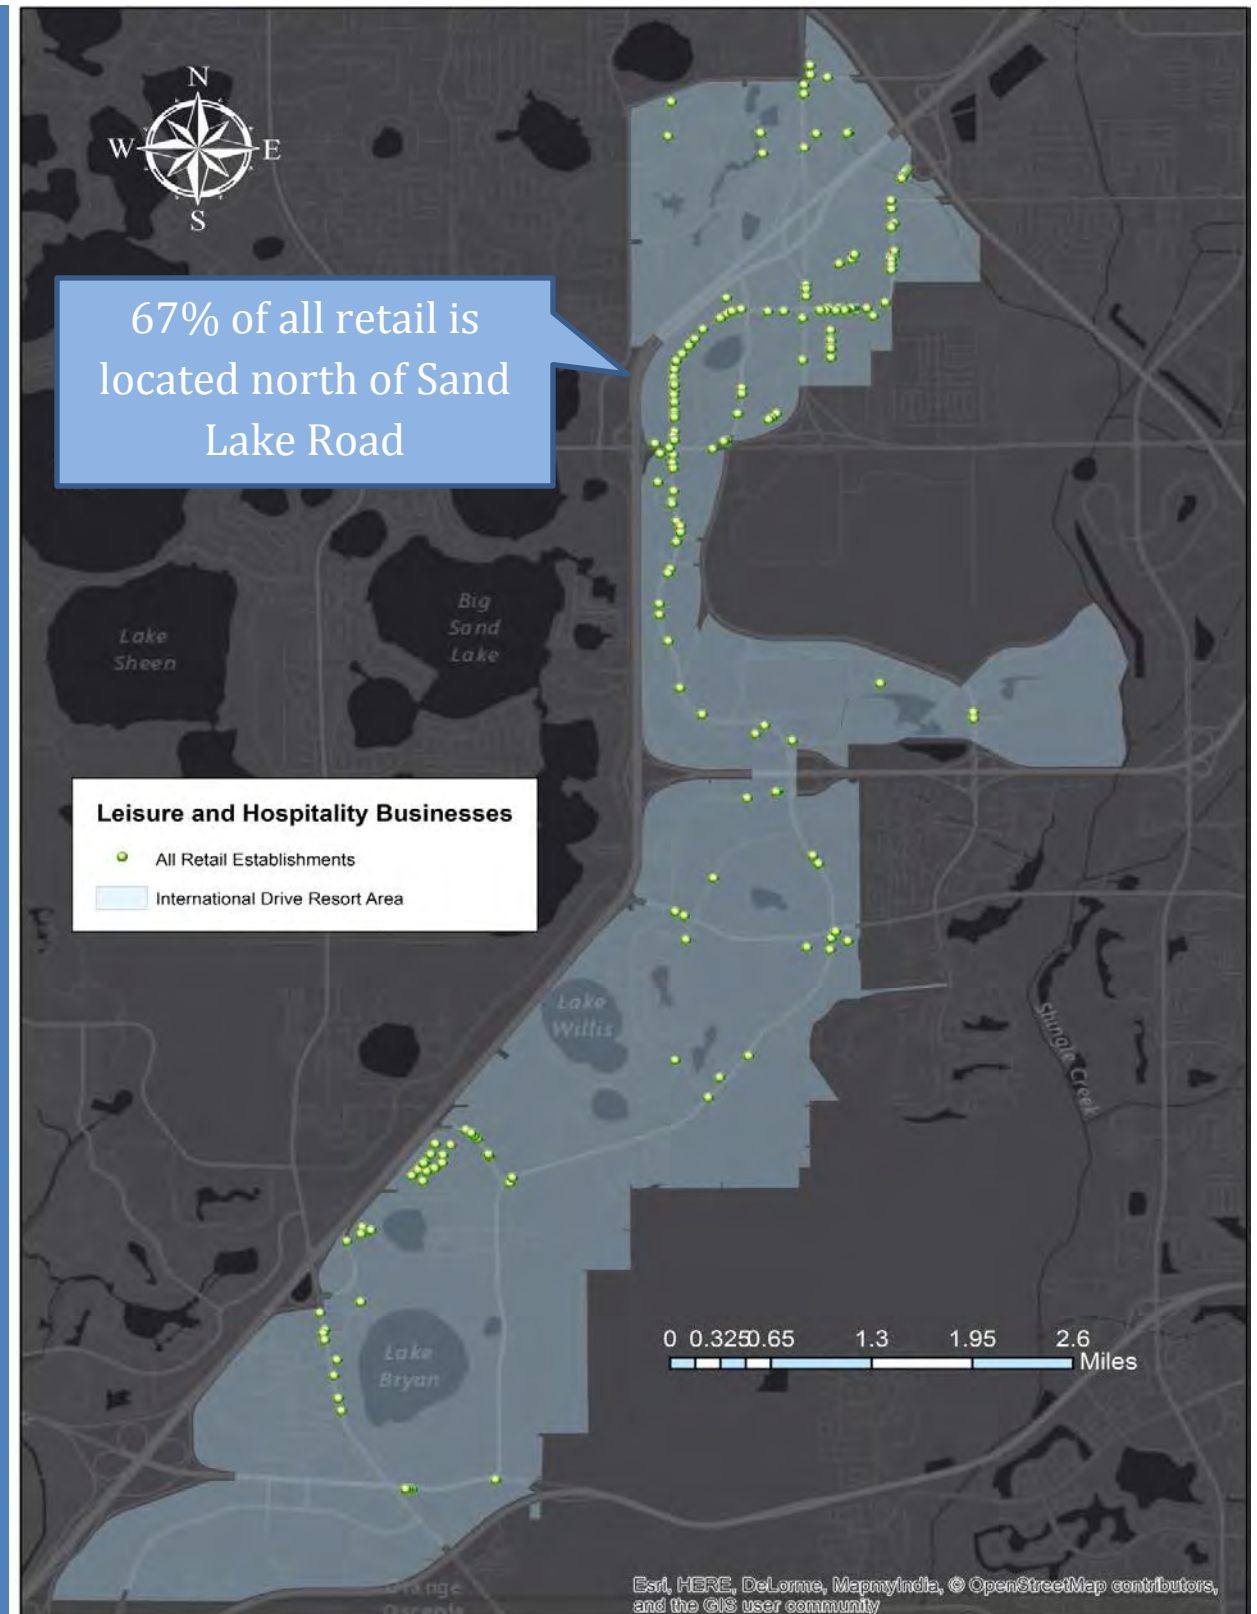 N
W
E
S
67% of all retail is
located north of Sand
Lake Road
Big
Sand
Lake
Lake
Sheen
Leisure and Hospitality Businesses
All Retail Establishments
International Drive Resort Area
Lake
Willis
Shingle Creek
0 0.325 0.65 1.3 1.95 2.6
Miles
Lake
Bryan
Esri, HERE, DeLorme, MapmyIndia, © OpenStreetMap contributors,
and the GIS user community